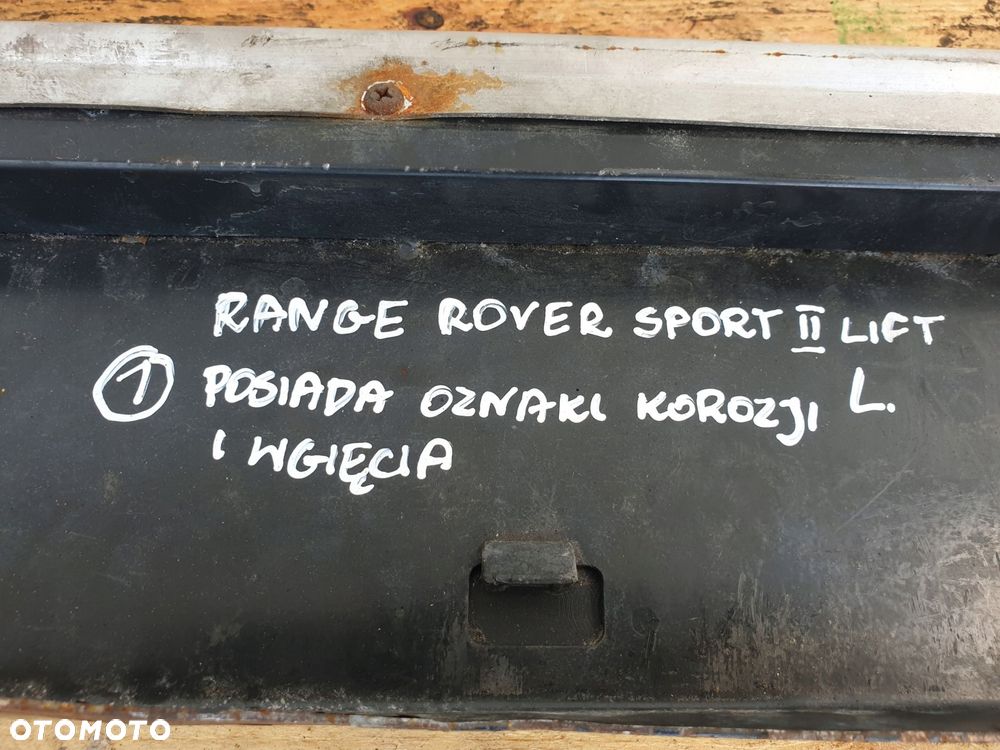 RANGE ROVER SPORT II LIFT
1 POSIADA OZNAKI KOROZJI L.
I WGIĘCIA
OTOMOTO